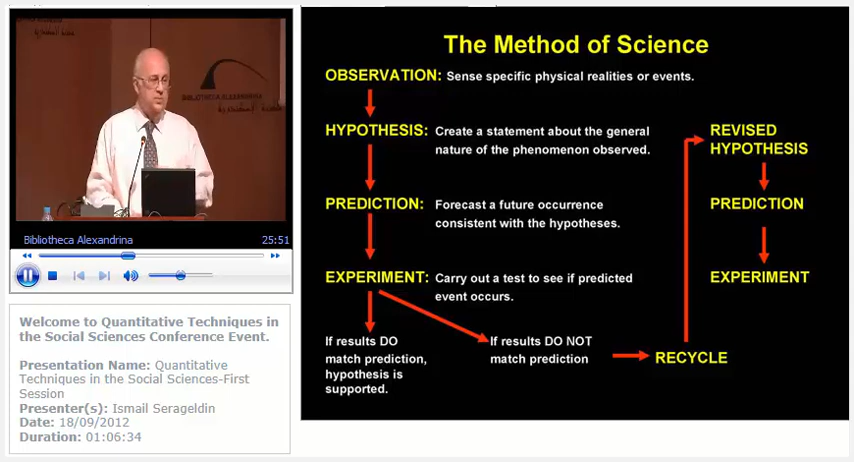 BIBLIOTHECA ALEXANDRINA
Bibliotheca Alexandrina 25:51
Welcome to Quantitative Techniques in
the Social Sciences Conference Event.
Presentation Name: Quantitative
Techniques in the Social Sciences-First
Session
Presenter(s): Ismail Serageldin
Date: 18/09/2012
Duration: 01:06:34
The Method of Science
OBSERVATION: Sense specific physical realities or events.
HYPOTHESIS: Create a statement about the general
nature of the phenomenon observed.
PREDICTION: Forecast a future occurrence
consistent with the hypotheses.
EXPERIMENT: Carry out a test to see if predicted
event occurs.
If results DO
match prediction,
hypothesis is
supported.
If results DO NOT
match prediction
RECYCLE
REVISED
HYPOTHESIS
PREDICTION
EXPERIMENT